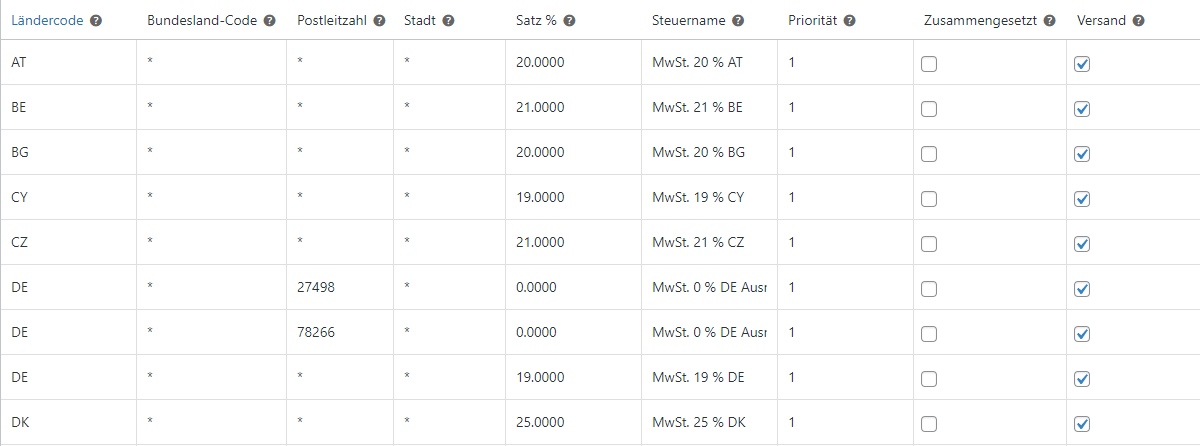 Ländercode Bundesland-Code Postleitzahl Stadt Satz % Steuername Priorität Zusammengesetzt Versand
AT * * * 20.0000 MwSt. 20 % AT 1
BE * * * 21.0000 MwSt. 21 % BE 1
BG * * * 20.0000 MwSt. 20 % BG 1
CY * * * 19.0000 MwSt. 19 % CY 1
CZ * * * 21.0000 MwSt. 21 % CZ 1
DE * 27498 * 0.0000 MwSt. 0 % DE 1
DE * 78266 * 0.0000 MwSt. 0 % DE 1
DE * * * 19.0000 MwSt. 19 % DE 1
DK * * * 25.0000 MwSt. 25 % DK 1